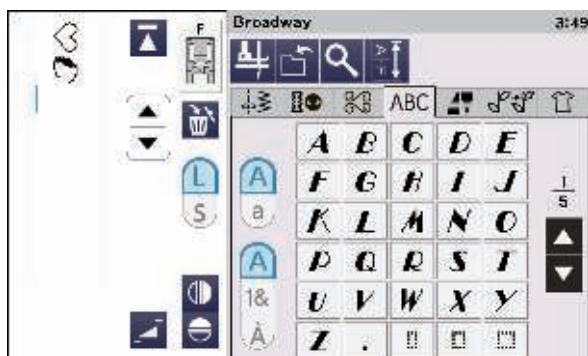 Broadway 3:49
F
ABC
A B C D E
L A F G H I J 1
S a K L M N O 5
A P Q R S T
1& U V W X Y
À Z .